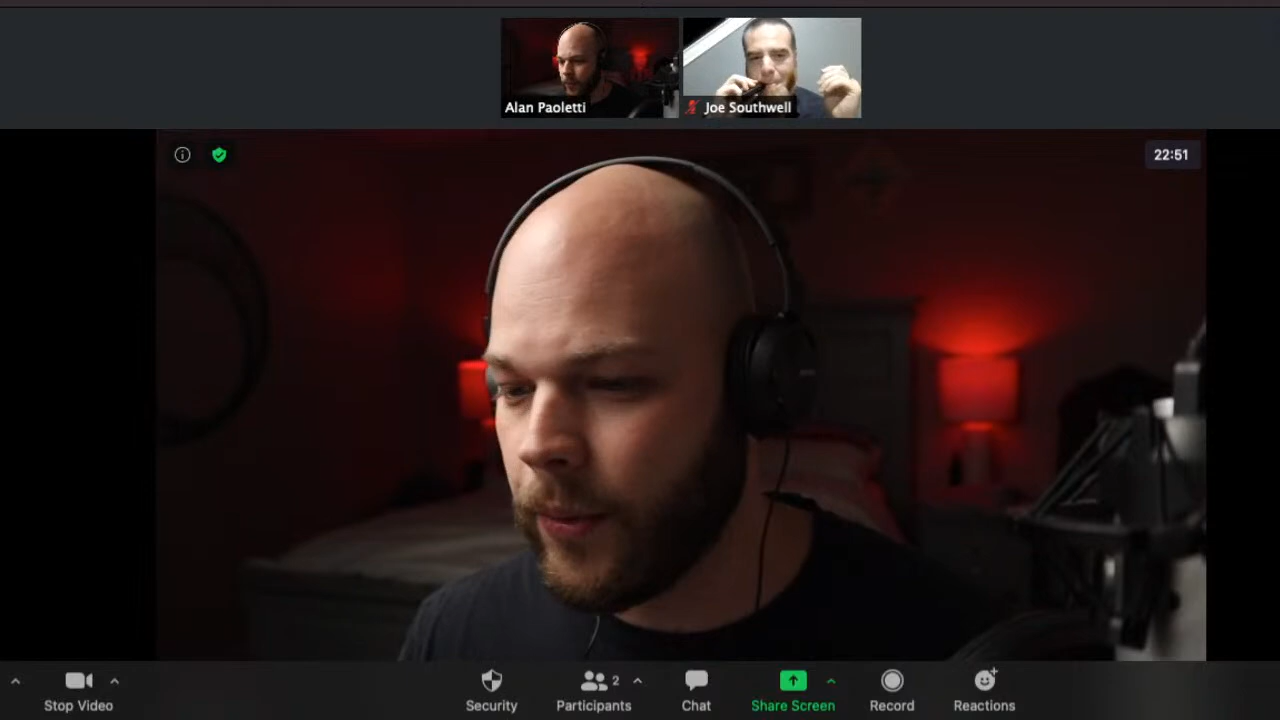 Alan Paoletti
Joe Southwell
22:51
Stop Video
Security
Participants
2
Chat
Share Screen
Record
Reactions